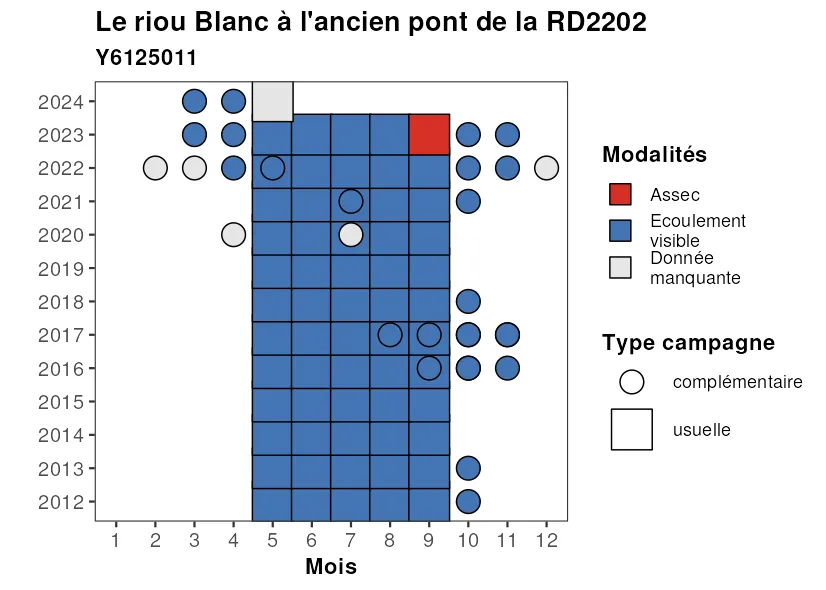 Le riou Blanc à l'ancien pont de la RD2202
Y6125011
2024
2023
2022
2021
2020
2019
2018
2017
2016
2015
2014
2013
2012
1 2 3 4 5 6 7 8 9 10 11 12
Mois
Modalités
Assec
Ecoulement
visible
Donnée
manquante
Type campagne
complémentaire
usuelle